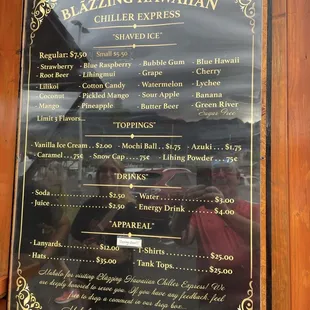 BLAZZING HAWAIIAN
CHILLER EXPRESS
"SHAVED ICE"
Regular: $7.50 Small $5.50
- Strawberry - Blue Raspberry - Bubble Gum - Blue Hawaii
- Root Beer - Lihingmui - Grape - Cherry
- Lilikoi - Cotton Candy - Watermelon - Lychee
- Coconut - Pickled Mango - Sour Apple - Banana
- Mango - Pineapple - Butter Beer - Green River
Limit 3 Flavors... Sugar Free
"TOPPINGS"
- Vanilla Ice Cream . . $2.00 - Mochi Ball . . $1.75 - Azuki . . . $1.75
- Caramel . . 75¢ - Snow Cap . . . 75¢ - Lihing Powder . . 75¢
"DRINKS"
- Soda $2.50 - Water $3.00
- Juice $2.50 - Energy Drink $4.00
"APPAREAL"
- Lanyards $12.00 - T-Shirts $25.00
- Hats $35.00 Tank Tops $25.00
Mahalo for visiting Blazzing Hawaiian Chiller Express! We
are deeply honored to serve you. If you have any feedback, feel
free to drop a comment in our drop box.